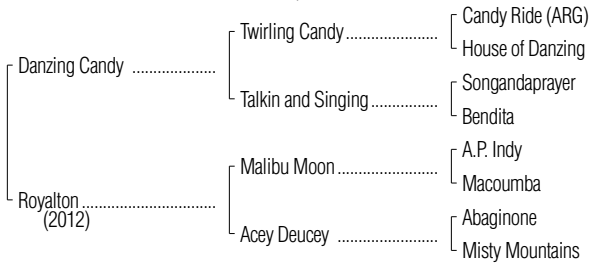 Candy Ride (ARG)
Twirling Candy ....................
House of Danzing
Danzing Candy ..................
Songandaprayer
Talkin and Singing ................
Bendita
A.P. Indy
Malibu Moon ......................
Macoumba
Royalton .............................
(2012)
Abaginone
Acey Deucey ......................
Misty Mountains